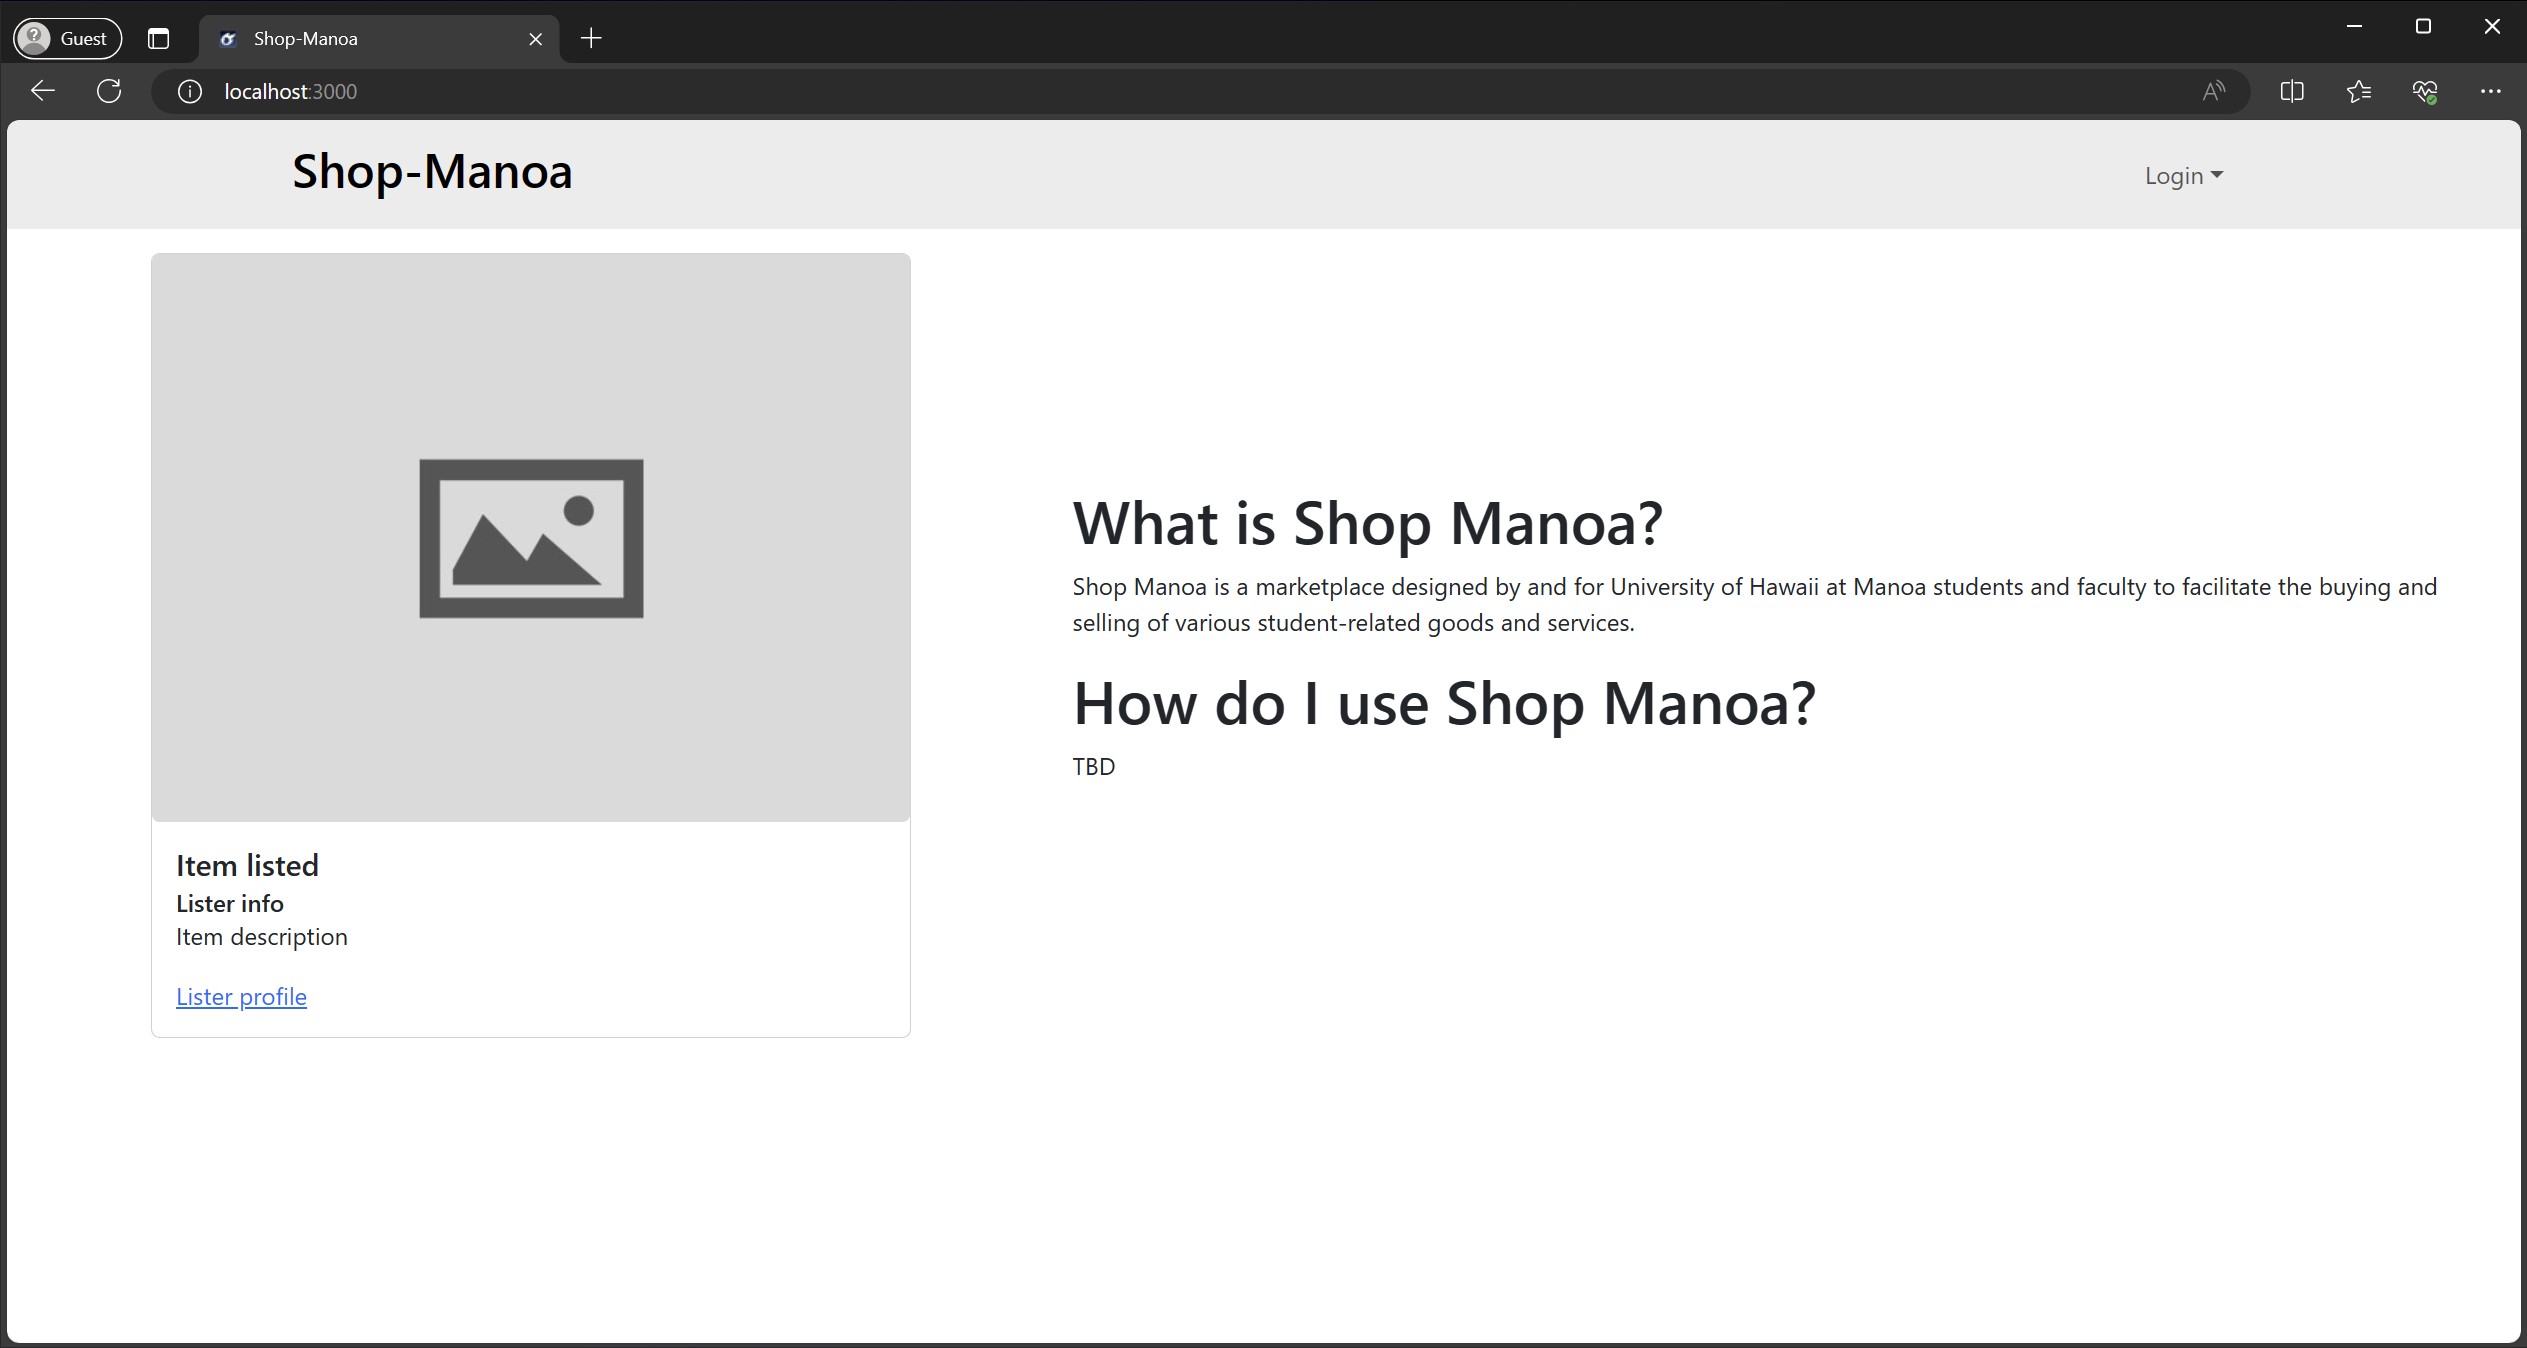 Guest
Shop-Manoa
localhost:3000
Shop-Manoa
Login
Item listed
Lister info
Item description
Lister profile
What is Shop Manoa?
Shop Manoa is a marketplace designed by and for University of Hawaii at Manoa students and faculty to facilitate the buying and
selling of various student-related goods and services.
How do I use Shop Manoa?
TBD